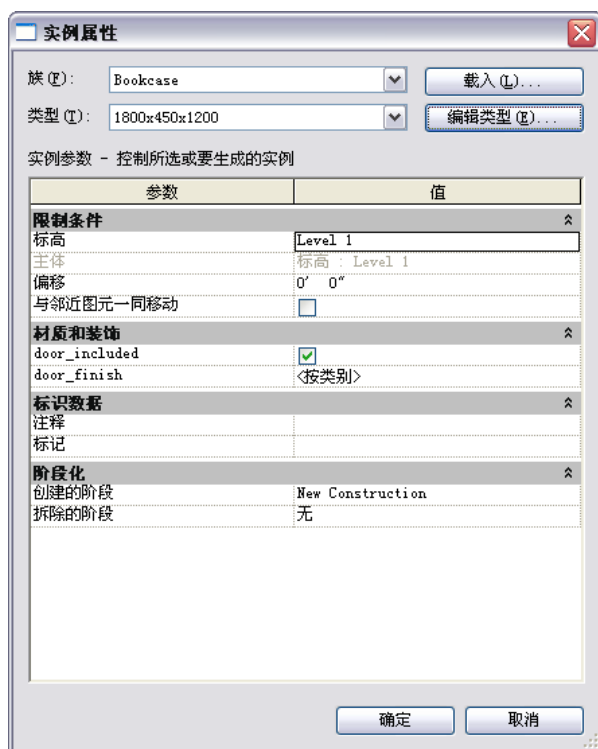 实例属性
族(F): Bookcase 载入(L)...
类型(T): 1800x450x1200 编辑类型(E)...
实例参数 - 控制所选或要生成的实例
参数 值
限制条件
标高 Level 1
主体 标高 : Level 1
偏移 0' 0"
与邻近图元一同移动
材质和装饰
door_included
door_finish <按类别>
标识数据
注释
标记
阶段化
创建的阶段 New Construction
拆除的阶段 无
确定 取消